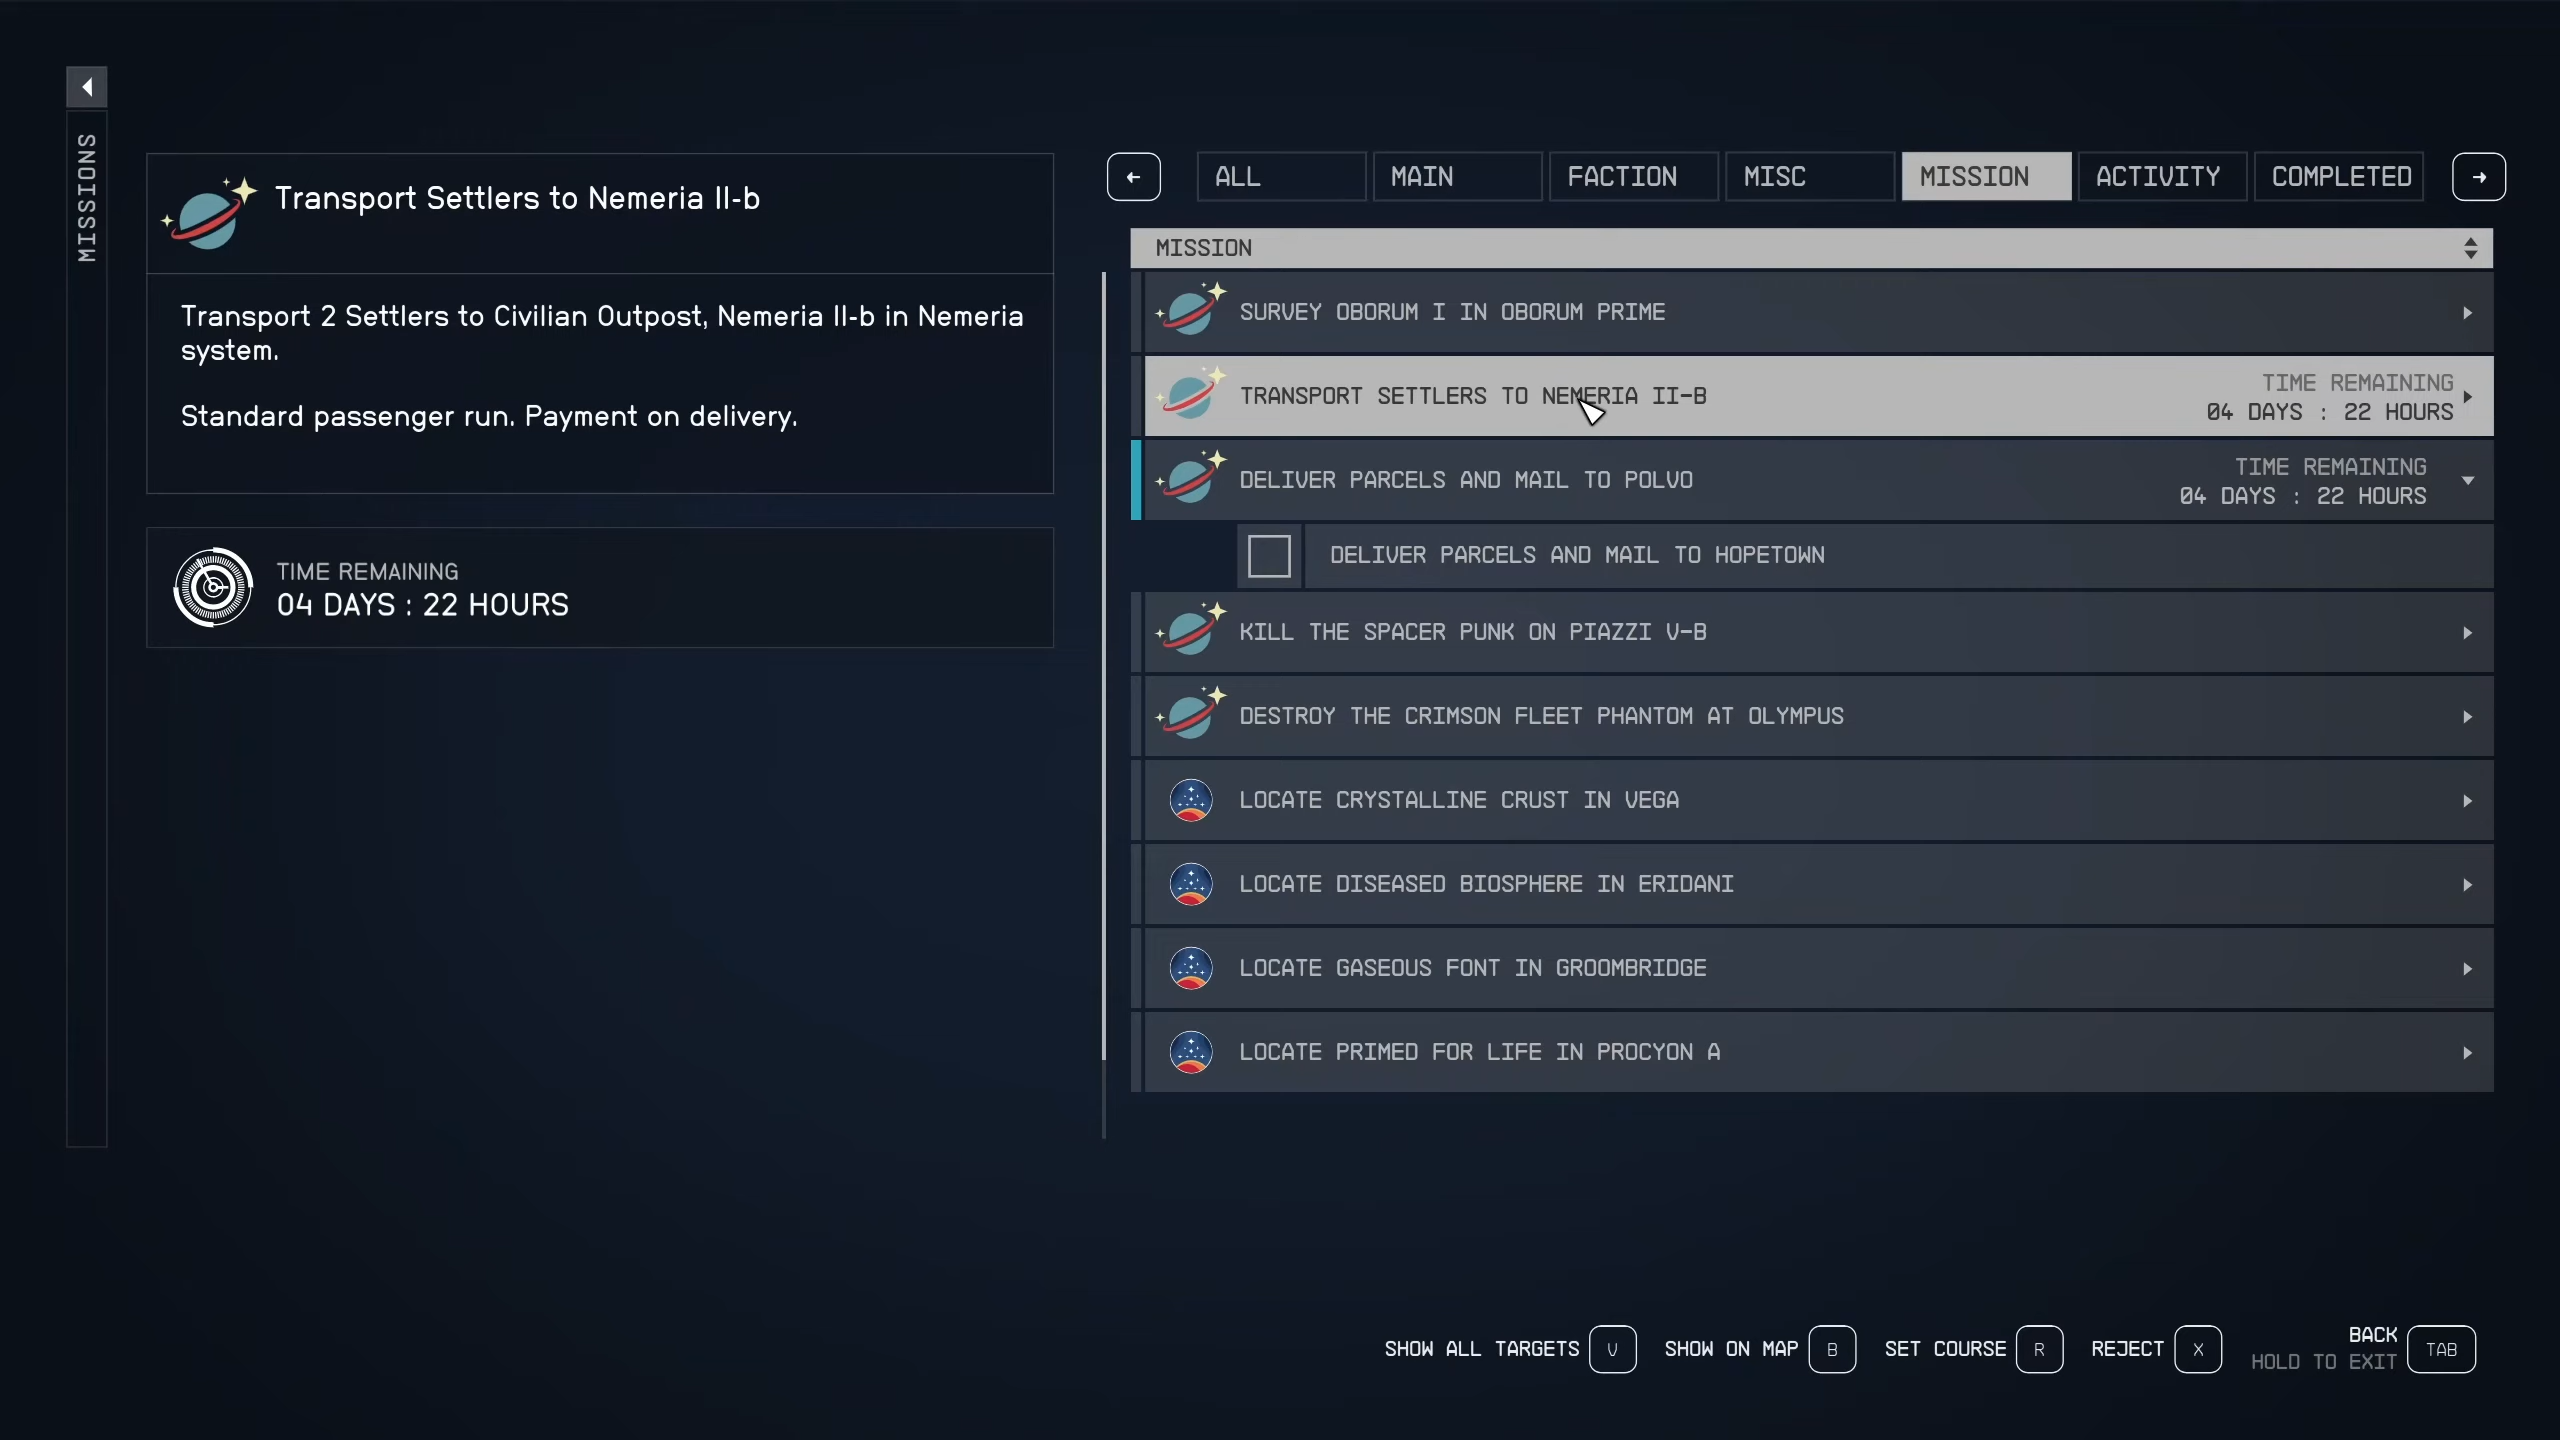 MISSIONS
Transport Settlers to Nemeria II-b
Transport 2 Settlers to Civilian Outpost, Nemeria II-b in Nemeria
system.
Standard passenger run. Payment on delivery.
TIME REMAINING
04 DAYS : 22 HOURS
ALL
MAIN
FACTION
MISC
MISSION
ACTIVITY
COMPLETED
MISSION
SURVEY OBORUM I IN OBORUM PRIME
TRANSPORT SETTLERS TO NEMERIA II-B
TIME REMAINING
04 DAYS : 22 HOURS
DELIVER PARCELS AND MAIL TO POLVO
TIME REMAINING
04 DAYS : 22 HOURS
DELIVER PARCELS AND MAIL TO HOPETOWN
KILL THE SPACER PUNK ON PIAZZI V-B
DESTROY THE CRIMSON FLEET PHANTOM AT OLYMPUS
LOCATE CRYSTALLINE CRUST IN VEGA
LOCATE DISEASED BIOSPHERE IN ERIDANI
LOCATE GASEOUS FONT IN GROOMBRIDGE
LOCATE PRIMED FOR LIFE IN PROCYON A
SHOW ALL TARGETS V
SHOW ON MAP B
SET COURSE R
REJECT X
BACK
HOLD TO EXIT
TAB